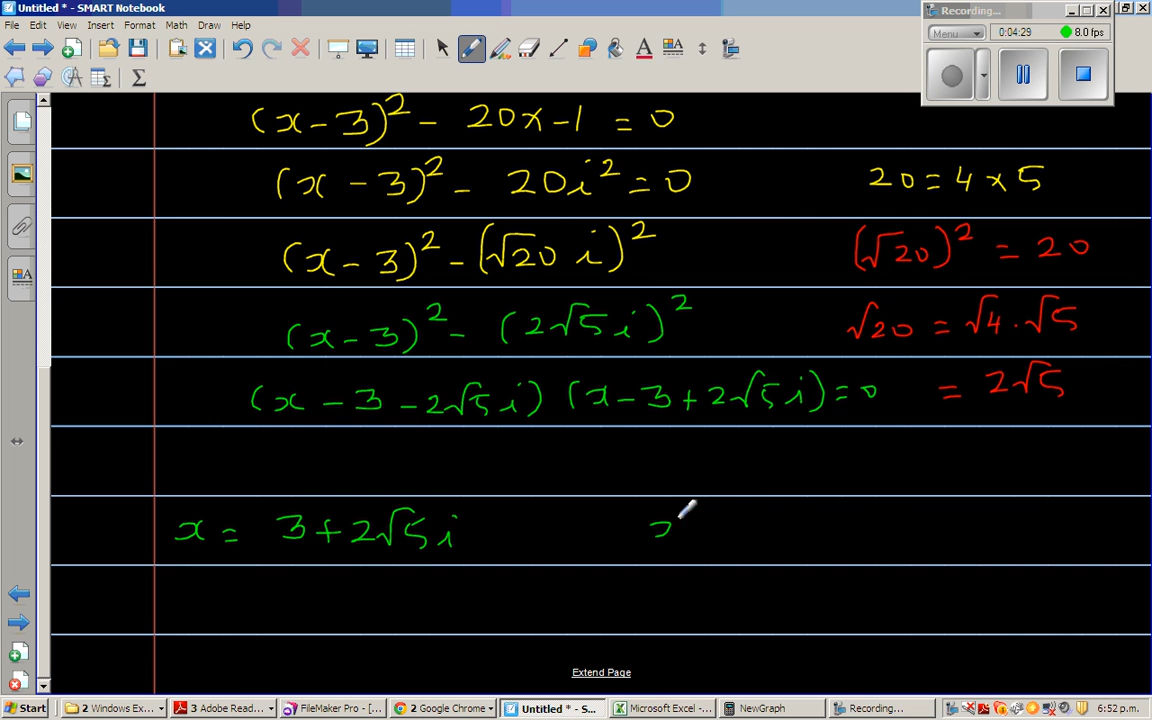 Untitled * - SMART Notebook
File Edit View Insert Format Math Draw Help
Recording...
Menu 0:04:29 8.0 fps
(x-3)² - 20x-1 = 0
(x-3)² - 20i² = 0 20 = 4 x 5
(x-3)² - (√20 i)² (√20)² = 20
(x-3)² - (2√5 i)² √20 = √4 . √5
(x-3-2√5 i) (x-3+2√5 i) = 0 = 2√5
x = 3+2√5 i
Extend Page
Start 2 Windows Ex... 3 Adobe Read... FileMaker Pro - [... 2 Google Chrome Untitled * - S... Microsoft Excel -... NewGraph Recording... 6:52 p.m.